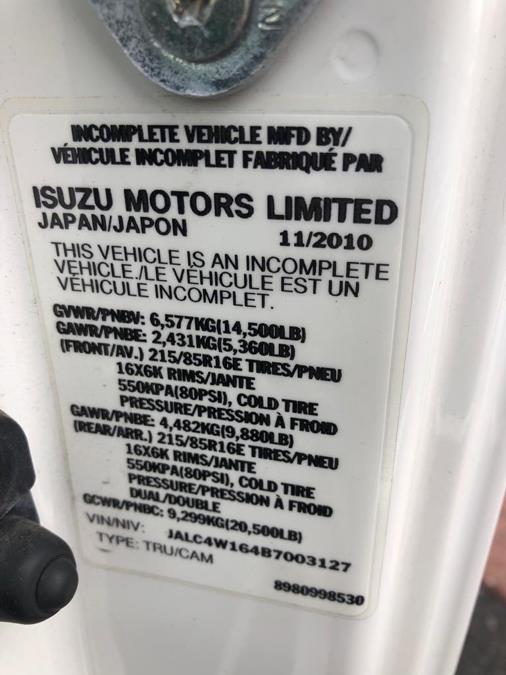 INCOMPLETE VEHICLE MFD BY/
VÉHICULE INCOMPLET FABRIQUÉ PAR
ISUZU MOTORS LIMITED
JAPAN/JAPON 11/2010
THIS VEHICLE IS AN INCOMPLETE
VEHICLE./LE VÉHICULE EST UN
VÉHICULE INCOMPLET.
GVWR/PNBV: 6,577KG(14,500LB)
GAWR/PNBE: 2,431KG(5,360LB)
(FRONT/AV.) 215/85R16E TIRES/PNEU
16X6K RIMS/JANTE
550KPA(80PSI), COLD TIRE
PRESSURE/PRESSION À FROID
GAWR/PNBE: 4,482KG(9,880LB)
(REAR/ARR.) 215/85R16E TIRES/PNEU
16X6K RIMS/JANTE
550KPA(80PSI), COLD TIRE
PRESSURE/PRESSION À FROID
DUAL/DOUBLE
GCWR/PNBC: 9,299KG(20,500LB)
VIN/NIV: JALC4W164B7003127
TYPE: TRU/CAM
8980998530